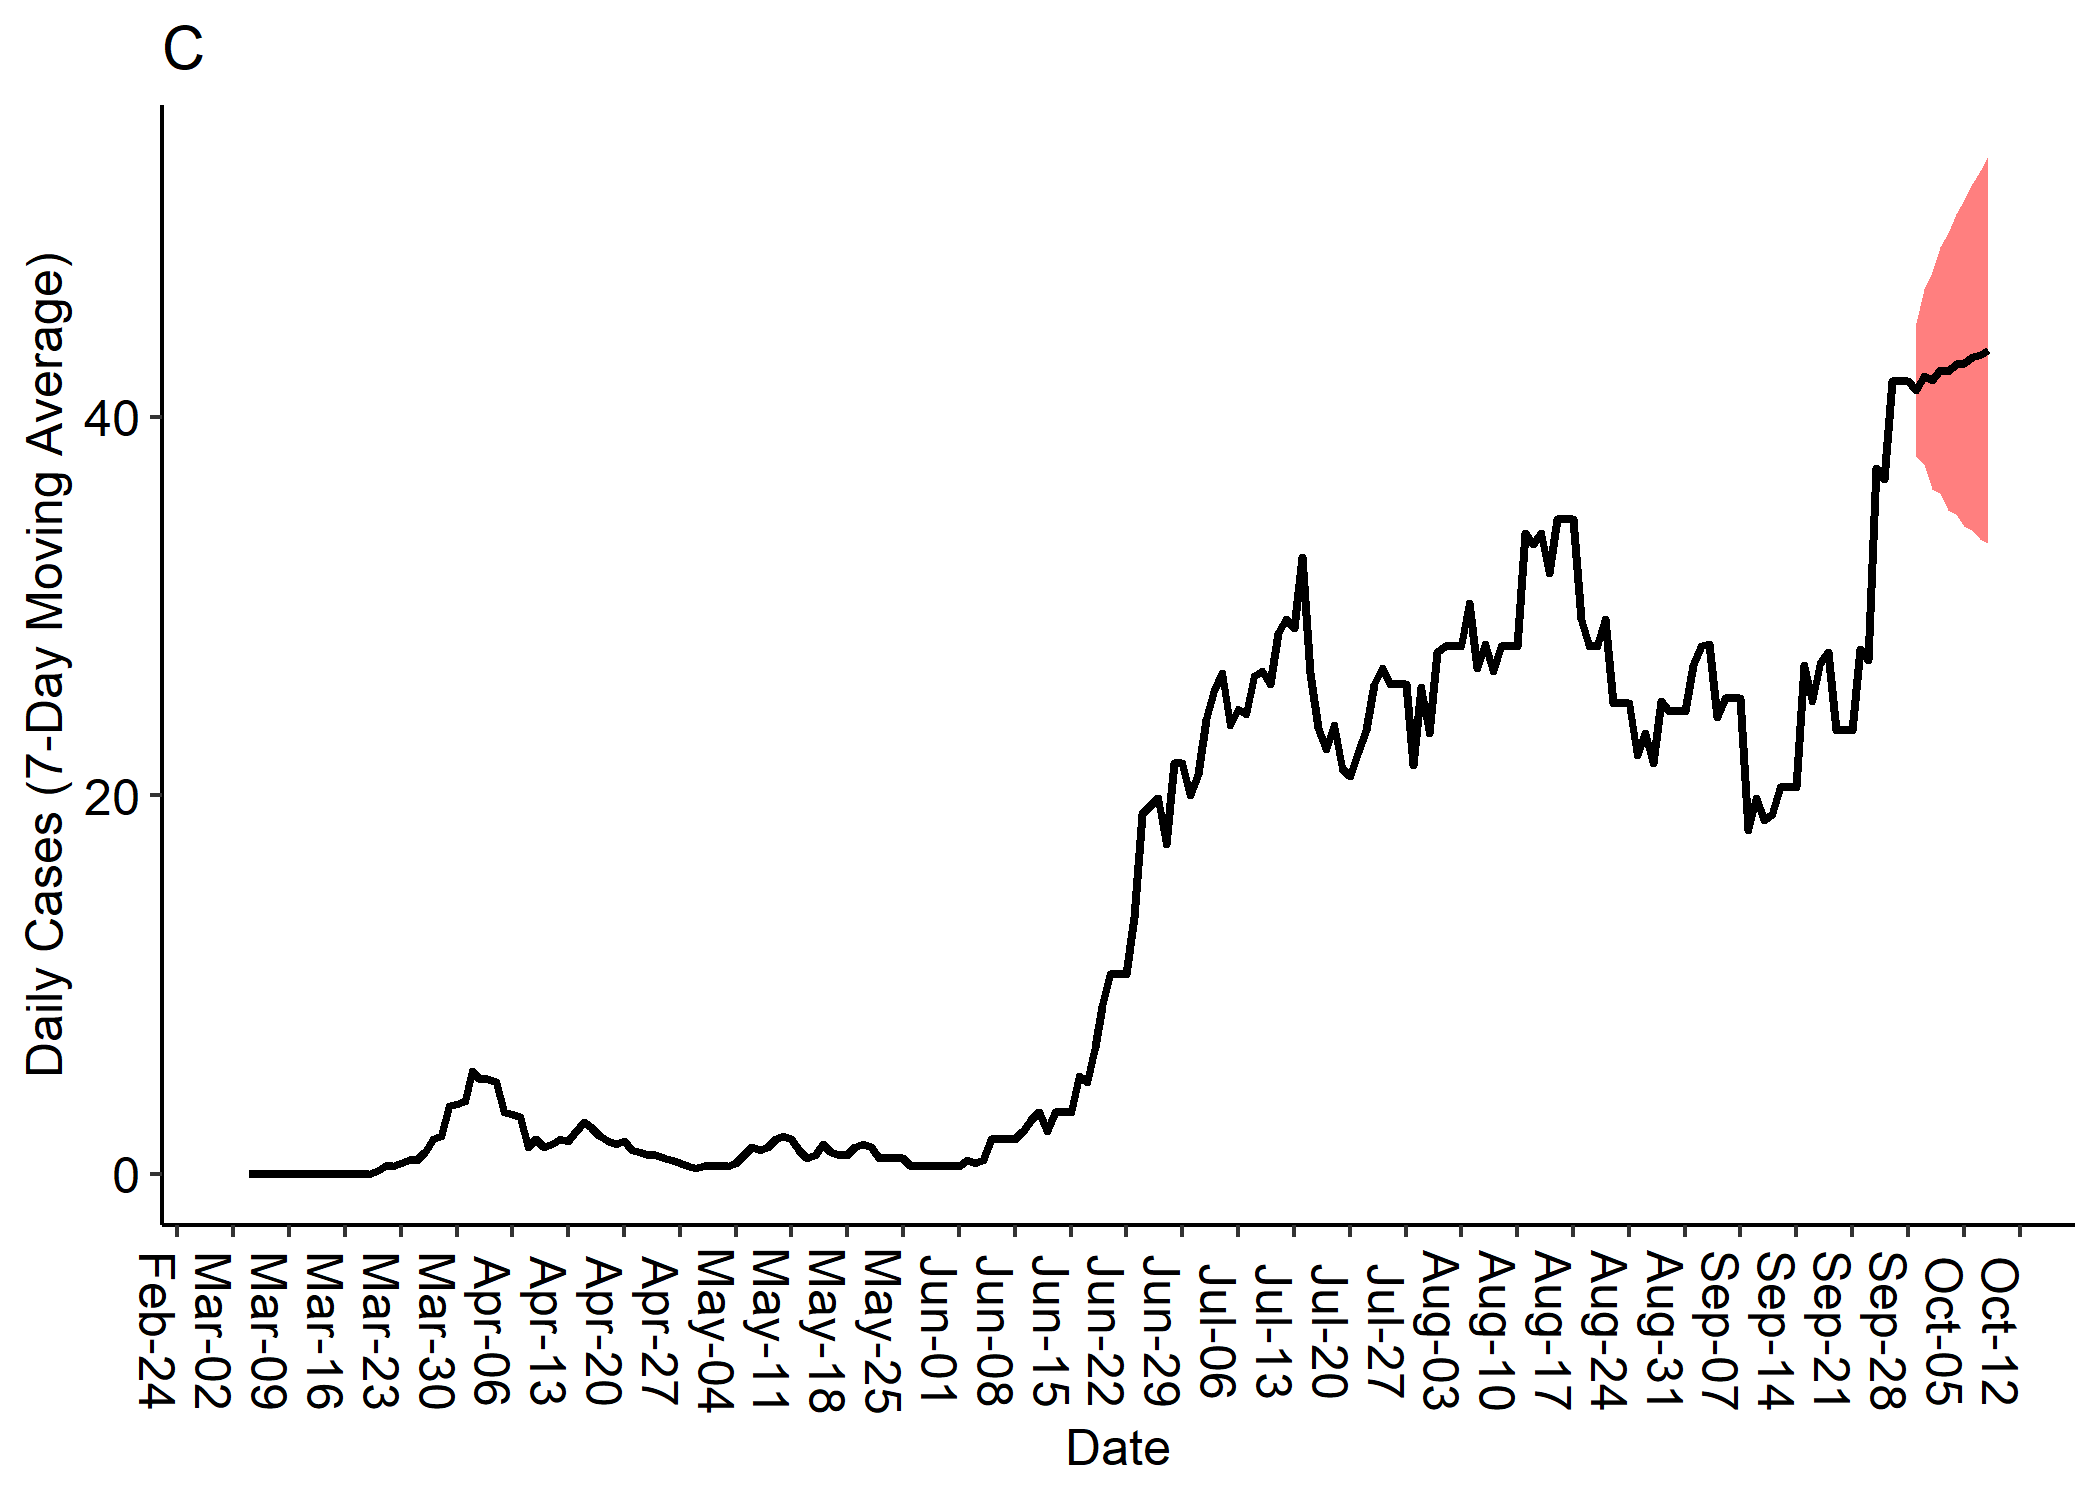 C
Daily Cases (7-Day Moving Average)
40
20
0
Feb-24
Mar-02
Mar-09
Mar-16
Mar-23
Mar-30
Apr-06
Apr-13
Apr-20
Apr-27
May-04
May-11
May-18
May-25
Jun-01
Jun-08
Jun-15
Jun-22
Jun-29
Jul-06
Jul-13
Jul-20
Jul-27
Aug-03
Aug-10
Aug-17
Aug-24
Aug-31
Sep-07
Sep-14
Sep-21
Sep-28
Oct-05
Oct-12
Date